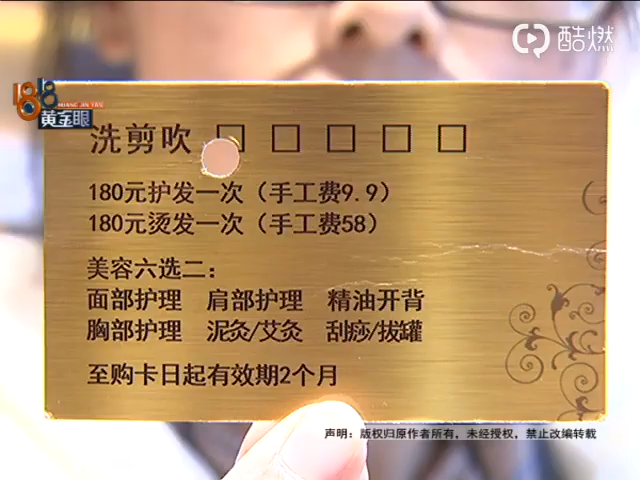 酷燃
1818
HUANG JIN YAN
黄金眼
洗剪吹 □ □ □ □ □
180元护发一次（手工费9.9）
180元烫发一次（手工费58）
美容六选二：
面部护理 肩部护理 精油开背
胸部护理 泥灸/艾灸 刮痧/拔罐
至购卡日起有效期2个月
声明：版权归原作者所有，未经授权，禁止改编转载